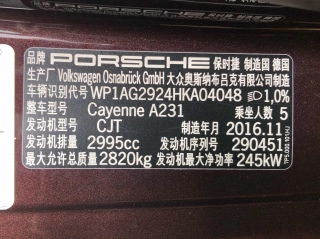 品牌 PORSCHE 保时捷 制造国 德国
生产厂 Volkswagen Osnabrück GmbH 大众奥斯纳布吕克有限公司制造
车辆识别代号 WP1AG2924HKA04048 1,0%
整车型号 Cayenne A231 乘坐人数 5
发动机型号 CJT 制造年月 2016.11
发动机排量 2995cc 发动机序列号 290451
最大允许总质量 2820kg 发动机最大净功率 245kW